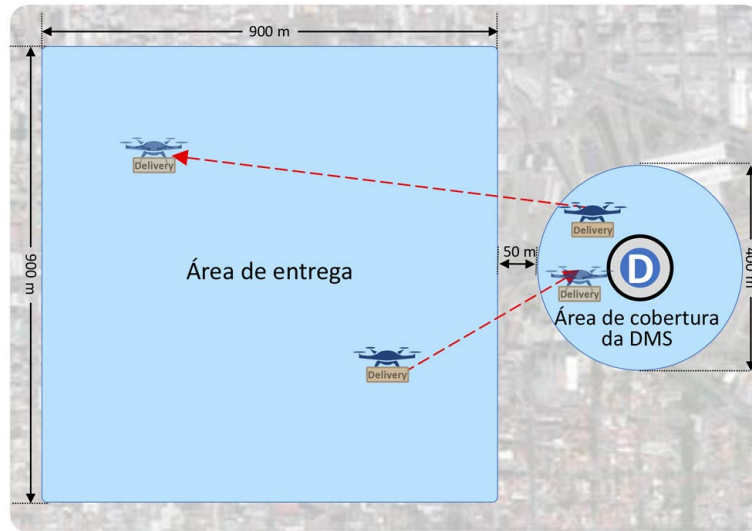 900 m
Delivery
Delivery
900 m
Área de entrega
50 m
D
Delivery
400 m
Área de cobertura
da DMS
Delivery